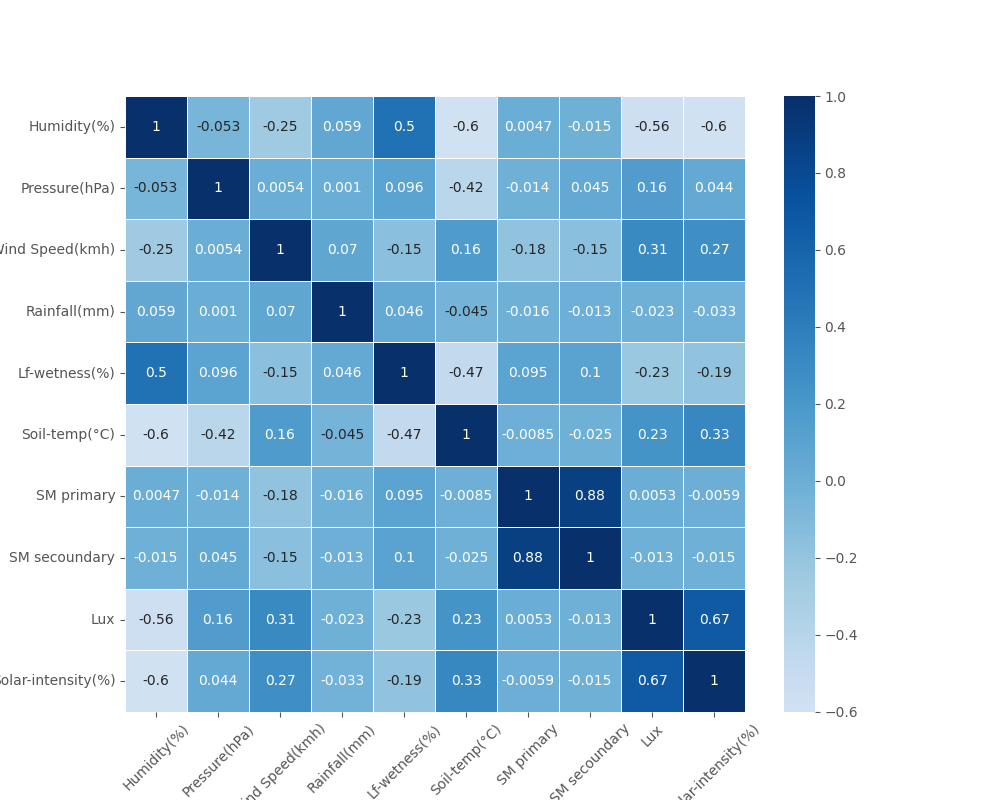 Humidity(%) 1 -0.053 -0.25 0.059 0.5 -0.6 0.0047 -0.015 -0.56 -0.6
Pressure(hPa) -0.053 1 0.0054 0.001 0.096 -0.42 -0.014 0.045 0.16 0.044
Wind Speed(kmh) -0.25 0.0054 1 0.07 -0.15 0.16 -0.18 -0.15 0.31 0.27
Rainfall(mm) 0.059 0.001 0.07 1 0.046 -0.045 -0.016 -0.013 -0.023 -0.033
Lf-wetness(%) 0.5 0.096 -0.15 0.046 1 -0.47 0.095 0.1 -0.23 -0.19
Soil-temp(°C) -0.6 -0.42 0.16 -0.045 -0.47 1 -0.0085 -0.025 0.23 0.33
SM primary 0.0047 -0.014 -0.18 -0.016 0.095 -0.0085 1 0.88 0.0053 -0.0059
SM secoundary -0.015 0.045 -0.15 -0.013 0.1 -0.025 0.88 1 -0.013 -0.015
Lux -0.56 0.16 0.31 -0.023 -0.23 0.23 0.0053 -0.013 1 0.67
olar-intensity(%) -0.6 0.044 0.27 -0.033 -0.19 0.33 -0.0059 -0.015 0.67 1
Humidity(%)
Pressure(hPa)
nd Speed(kmh)
Rainfall(mm)
Lf-wetness(%)
Soil-temp(°C)
SM primary
SM secoundary
Lux
lar-intensity(%)
1.0
0.8
0.6
0.4
0.2
0.0
−0.2
−0.4
−0.6